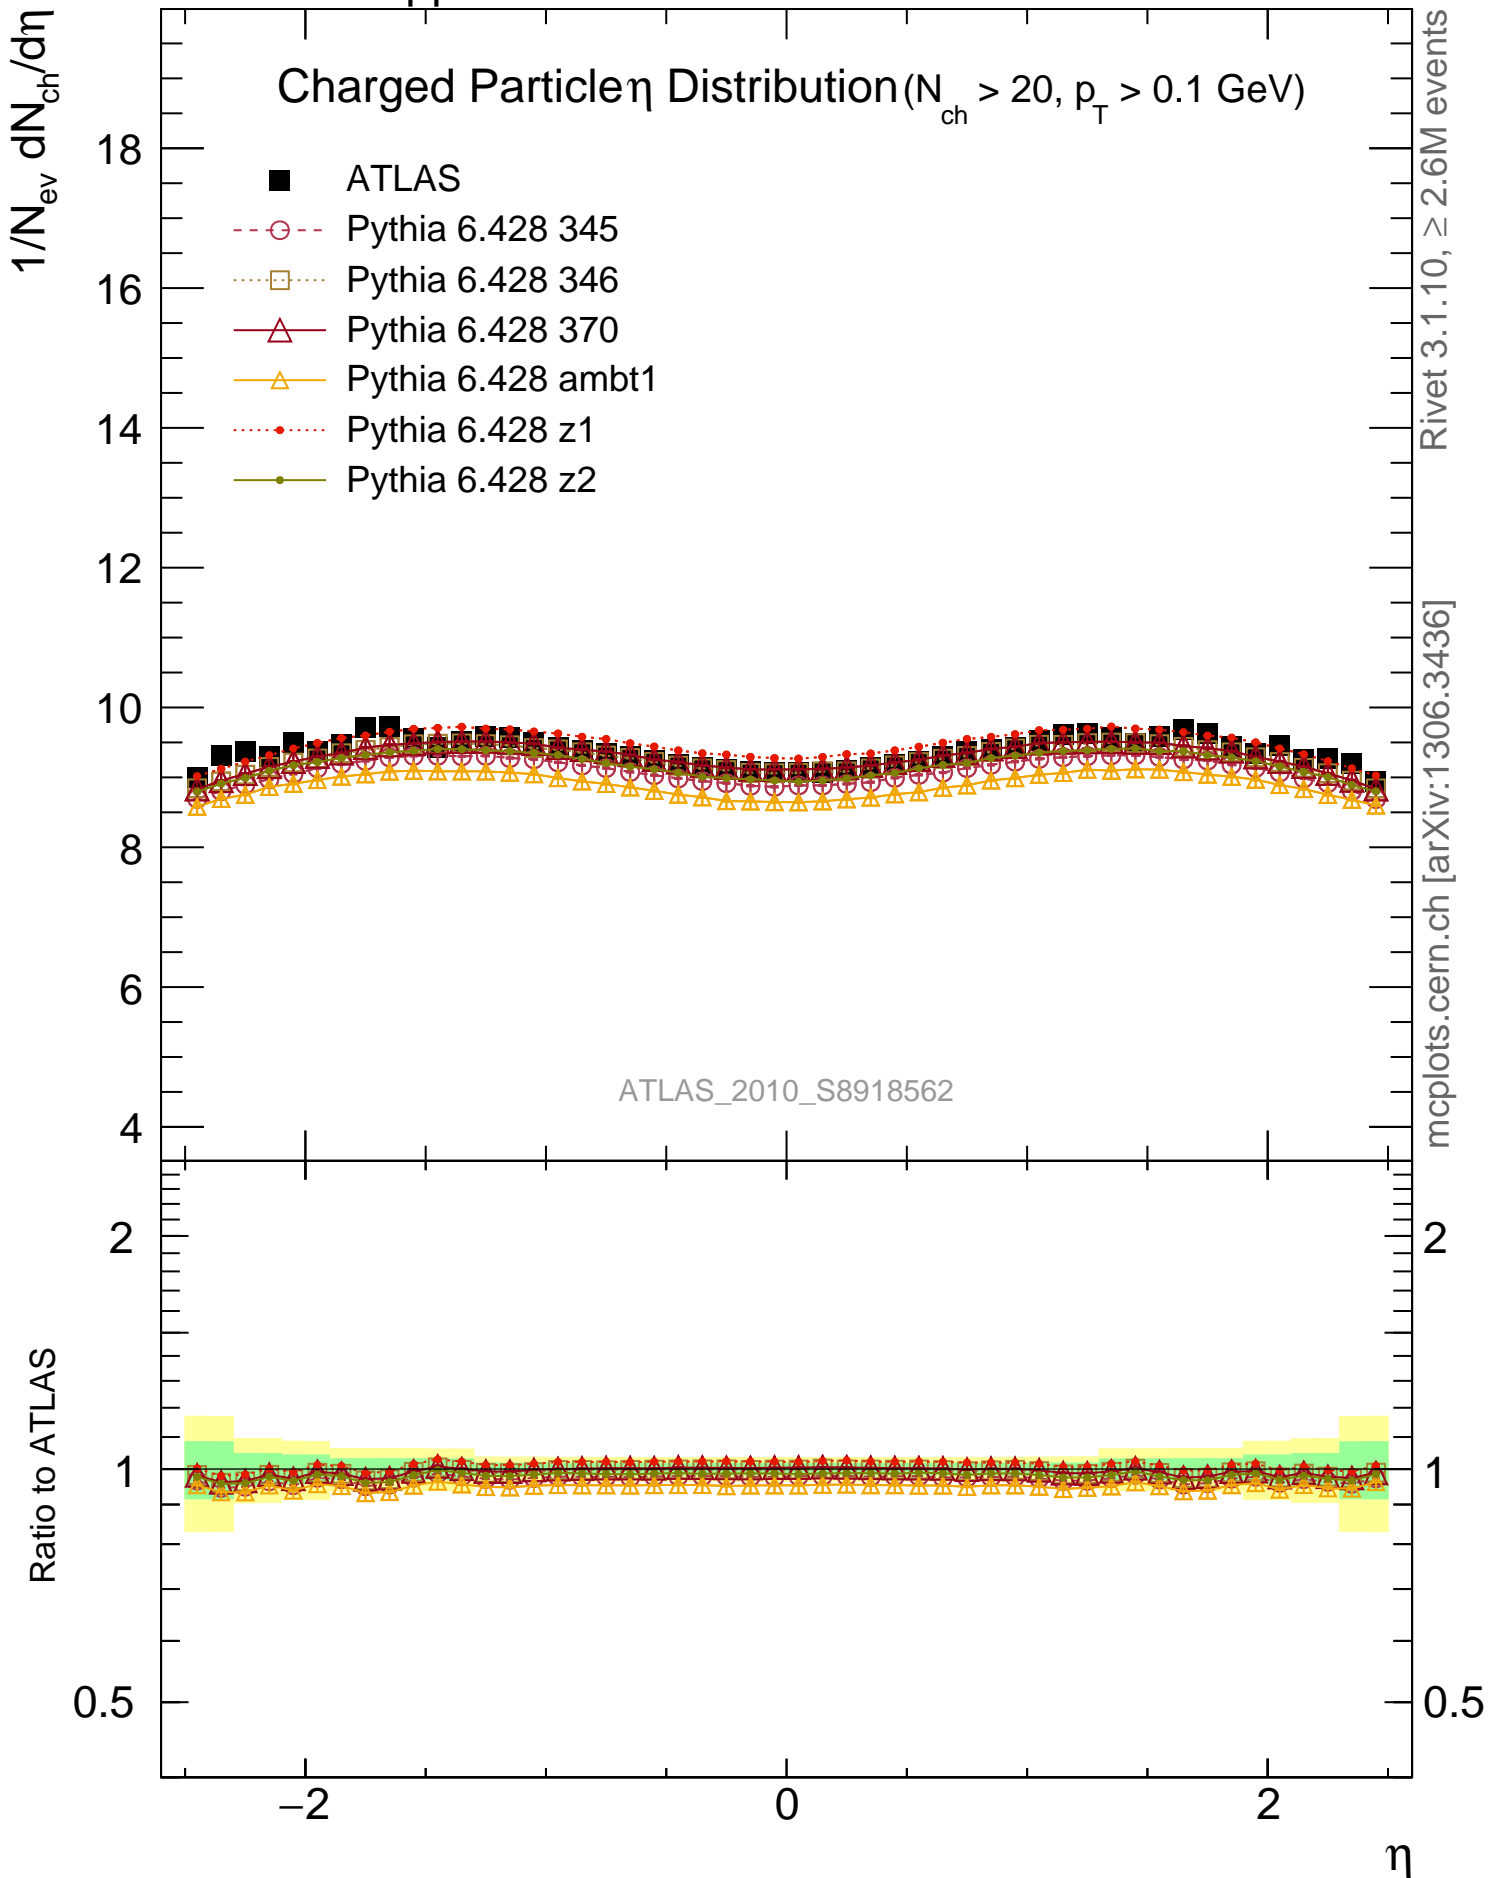 pp
Charged Particle η Distribution (N_ch > 20, p_T > 0.1 GeV)
1/N_ev dN_ch/dη
ATLAS
Pythia 6.428 345
Pythia 6.428 346
Pythia 6.428 370
Pythia 6.428 ambt1
Pythia 6.428 z1
Pythia 6.428 z2
18
16
14
12
10
8
6
4
ATLAS_2010_S8918562
Rivet 3.1.10, ≥ 2.6M events
mcplots.cern.ch [arXiv:1306.3436]
Ratio to ATLAS
2
1
0.5
2
1
0.5
−2
0
2
η